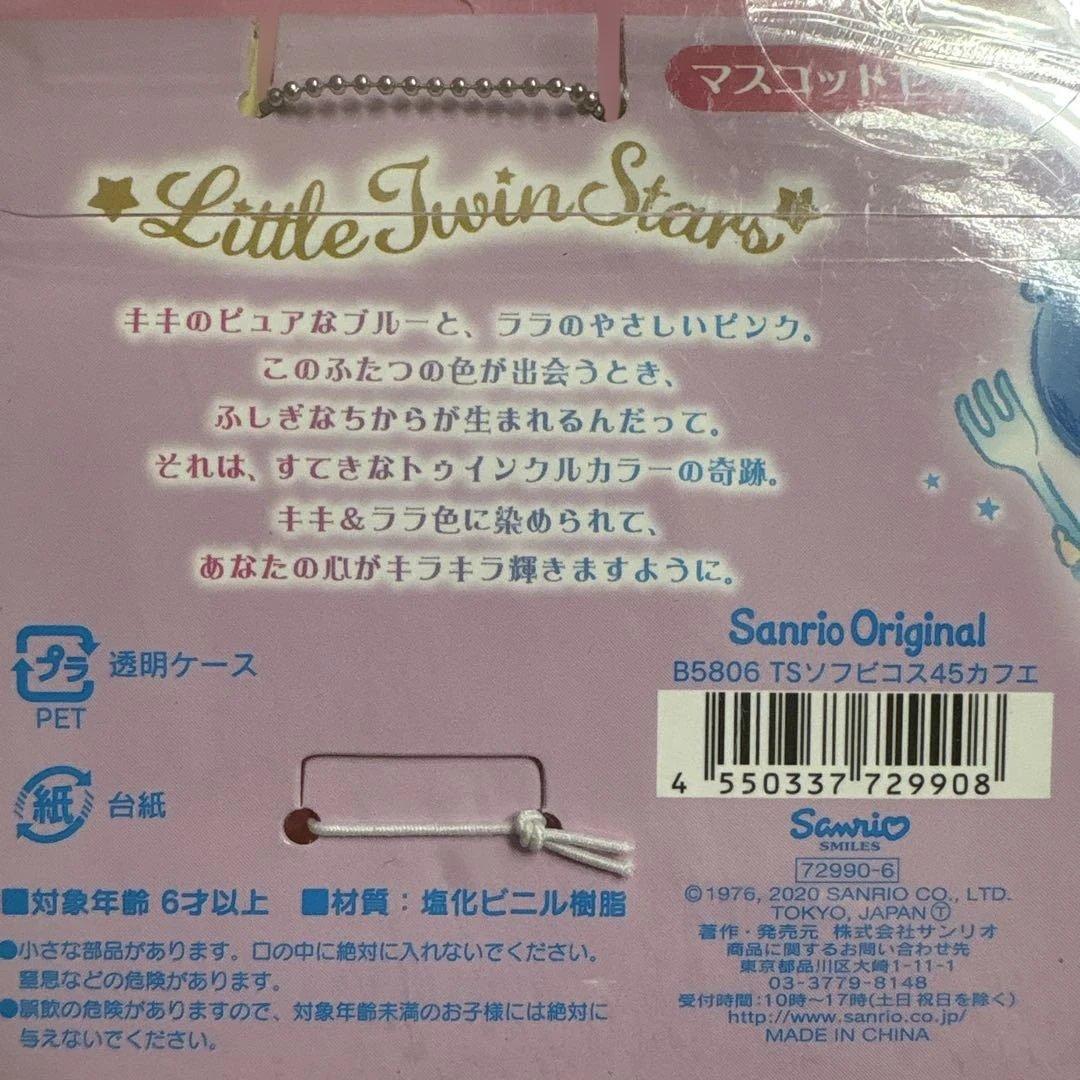 マスコットセ
Little Twin Stars
キキのピュアなブルーと、ララのやさしいピンク。
このふたつの色が出会うとき、
ふしぎなちからが生まれるんだって。
それは、すてきなトゥインクルカラーの奇跡。
キキ&ララ色に染められて、
あなたの心がキラキラ輝きますように。
プラ 透明ケース
PET
紙 台紙
■対象年齢 6才以上 ■材質：塩化ビニル樹脂
●小さな部品があります。口の中に絶対に入れないでください。
窒息などの危険があります。
●誤飲の危険がありますので、対象年齢未満のお子様には絶対に
与えないでください。
Sanrio Original
B5806 TSソフビコス45カフエ
4 550337 729908
Sanrio
SMILES
72990-6
©1976, 2020 SANRIO CO., LTD.
TOKYO, JAPAN Ⓣ
著作・発売元 株式会社サンリオ
商品に関するお問い合わせ先
東京都品川区大崎1-11-1
03-3779-8148
受付時間：10時〜17時(土日祝日を除く)
http://www.sanrio.co.jp/
MADE IN CHINA